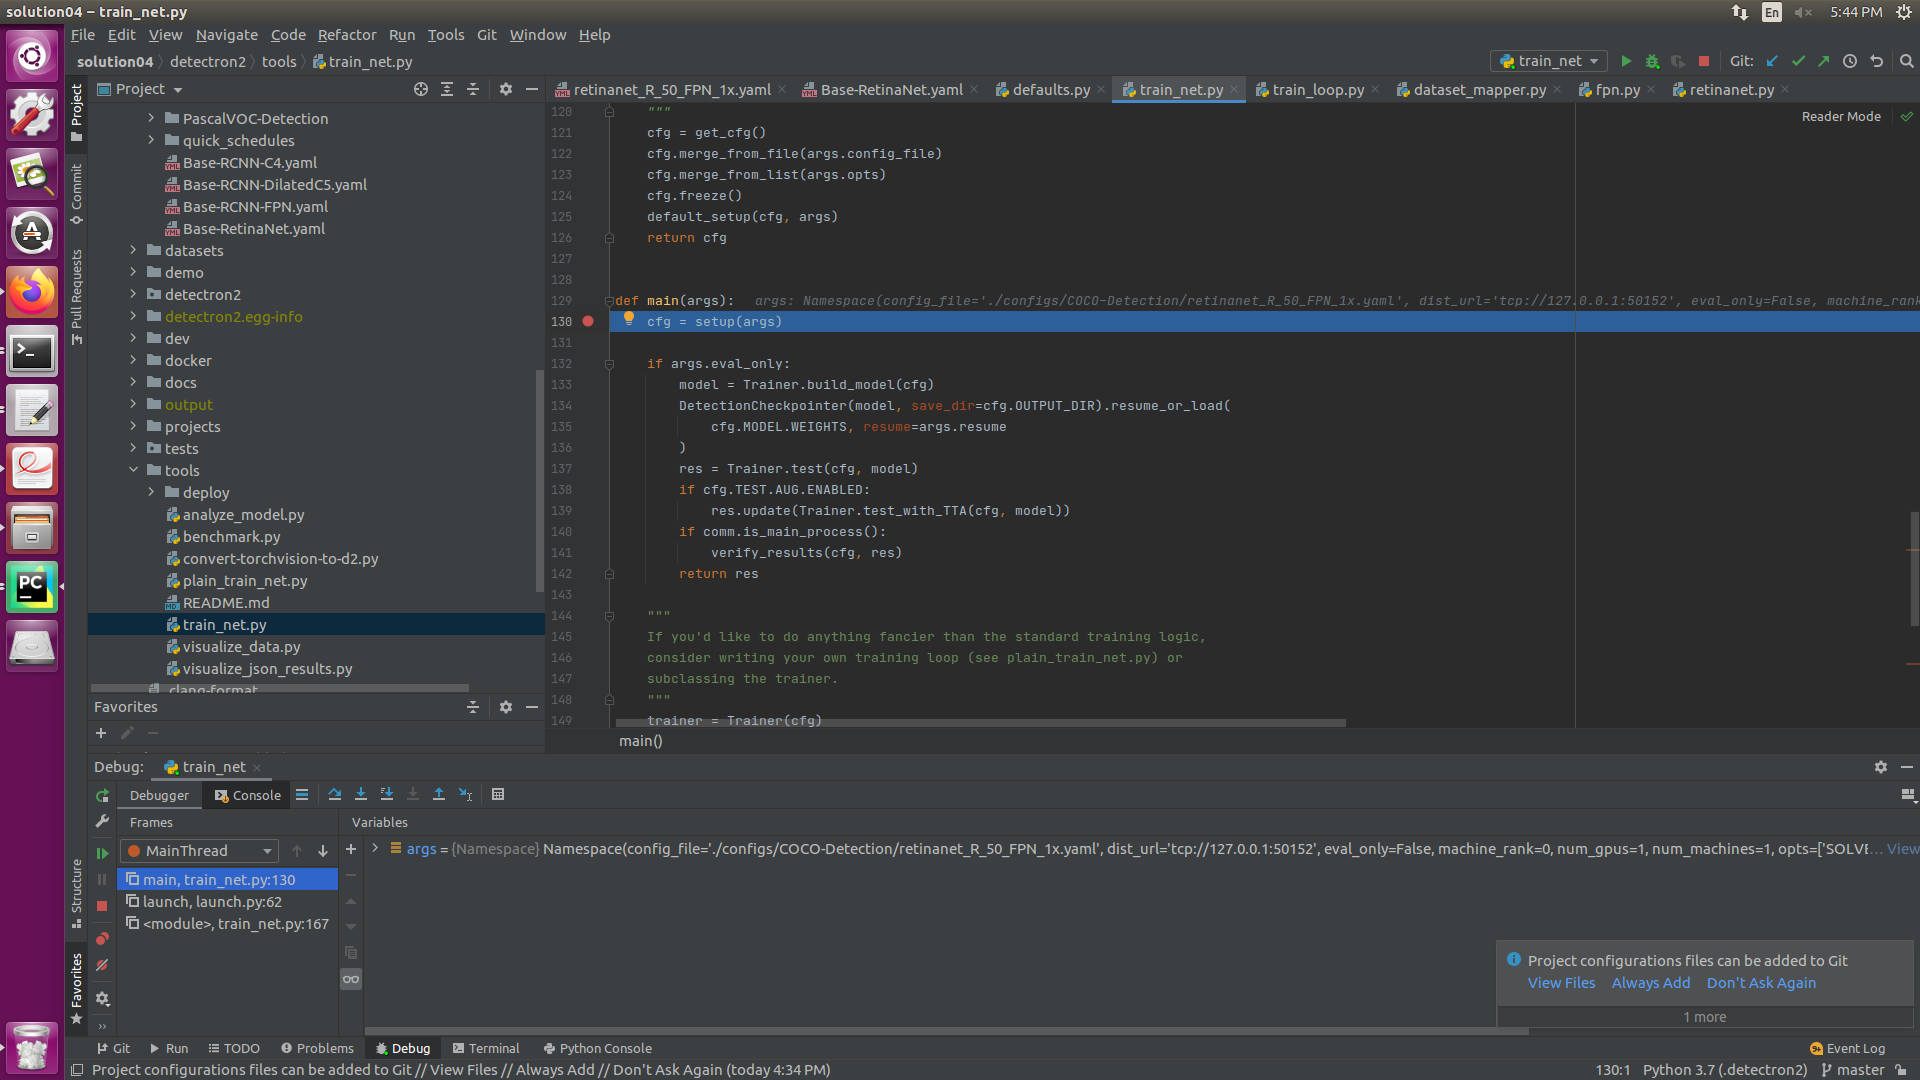 solution04 – train_net.py
En
5:44 PM
File Edit View Navigate Code Refactor Run Tools Git Window Help
solution04 detectron2 tools train_net.py
train_net
Git:
Project
retinanet_R_50_FPN_1x.yaml
Base-RetinaNet.yaml
defaults.py
train_net.py
train_loop.py
dataset_mapper.py
fpn.py
retinanet.py
Project
Commit
Pull Requests
Structure
Favorites
PascalVOC-Detection
quick_schedules
Base-RCNN-C4.yaml
Base-RCNN-DilatedC5.yaml
Base-RCNN-FPN.yaml
Base-RetinaNet.yaml
datasets
demo
detectron2
detectron2.egg-info
dev
docker
docs
output
projects
tests
tools
deploy
analyze_model.py
benchmark.py
convert-torchvision-to-d2.py
plain_train_net.py
README.md
train_net.py
visualize_data.py
visualize_json_results.py
clang-format
Favorites
Reader Mode
120 """
121 cfg = get_cfg()
122 cfg.merge_from_file(args.config_file)
123 cfg.merge_from_list(args.opts)
124 cfg.freeze()
125 default_setup(cfg, args)
126 return cfg
127
128
129 def main(args): args: Namespace(config_file='./configs/COCO-Detection/retinanet_R_50_FPN_1x.yaml', dist_url='tcp://127.0.0.1:50152', eval_only=False, machine_rank
130 cfg = setup(args)
131
132 if args.eval_only:
133 model = Trainer.build_model(cfg)
134 DetectionCheckpointer(model, save_dir=cfg.OUTPUT_DIR).resume_or_load(
135 cfg.MODEL.WEIGHTS, resume=args.resume
136 )
137 res = Trainer.test(cfg, model)
138 if cfg.TEST.AUG.ENABLED:
139 res.update(Trainer.test_with_TTA(cfg, model))
140 if comm.is_main_process():
141 verify_results(cfg, res)
142 return res
143
144 """
145 If you'd like to do anything fancier than the standard training logic,
146 consider writing your own training loop (see plain_train_net.py) or
147 subclassing the trainer.
148 """
149 trainer = Trainer(cfg)
main()
Debug: train_net
Debugger Console
Frames
Variables
MainThread
main, train_net.py:130
launch, launch.py:62
<module>, train_net.py:167
args = {Namespace} Namespace(config_file='./configs/COCO-Detection/retinanet_R_50_FPN_1x.yaml', dist_url='tcp://127.0.0.1:50152', eval_only=False, machine_rank=0, num_gpus=1, num_machines=1, opts=['SOLVE... View
PC
Project configurations files can be added to Git
View Files Always Add Don't Ask Again
1 more
Git Run TODO Problems Debug Terminal Python Console
Event Log
Project configurations files can be added to Git // View Files // Always Add // Don't Ask Again (today 4:34 PM)
130:1 Python 3.7 (.detectron2) master